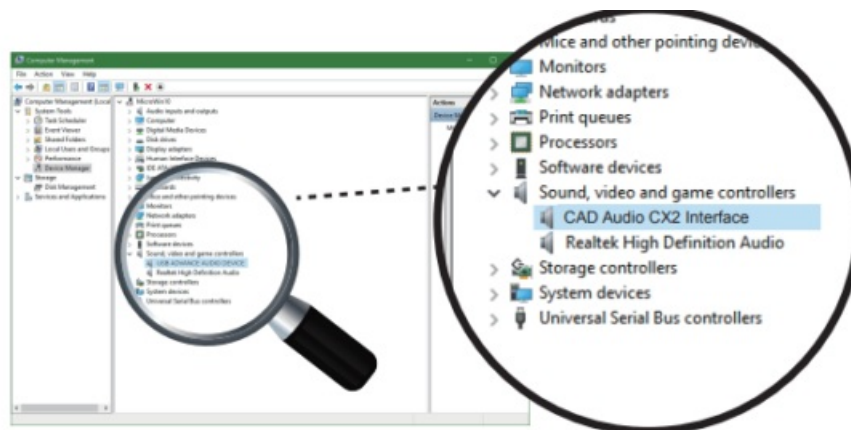 Computer Management
File Action View Help
Computer Management (Local
System Tools
Task Scheduler
Event Viewer
Shared Folders
Local Users and Groups
Performance
Device Manager
Storage
Disk Management
Services and Applications
MicroWin10
Audio inputs and outputs
Computer
Digital Media Devices
Disk drives
Display adapters
Human Interface Devices
IDE ATA
Monitors
Network adapters
Print queues
Processors
Software devices
Sound, video and game controllers
USB ADVANCE AUDIO DEVICE
Realtek High Definition Audio
Storage controllers
System devices
Universal Serial Bus controllers
Actions
Mice and other pointing devic
Monitors
Network adapters
Print queues
Processors
Software devices
Sound, video and game controllers
CAD Audio CX2 Interface
Realtek High Definition Audio
Storage controllers
System devices
Universal Serial Bus controllers